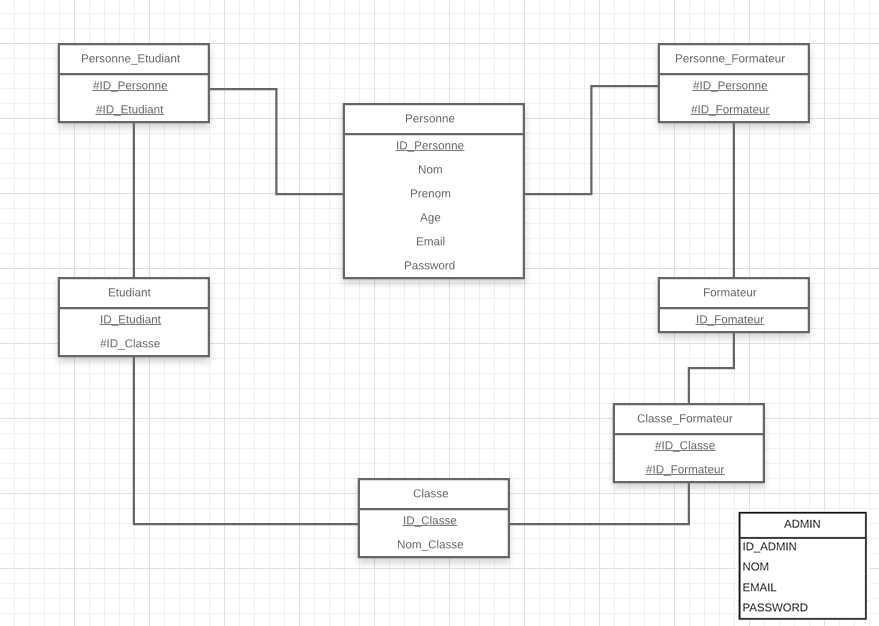 Personne_Etudiant
#ID_Personne
#ID_Etudiant
Personne
ID_Personne
Nom
Prenom
Age
Email
Password
Personne_Formateur
#ID_Personne
#ID_Formateur
Etudiant
ID_Etudiant
#ID_Classe
Formateur
ID_Fomateur
Classe_Formateur
#ID_Classe
#ID_Formateur
Classe
ID_Classe
Nom_Classe
ADMIN
ID_ADMIN
NOM
EMAIL
PASSWORD